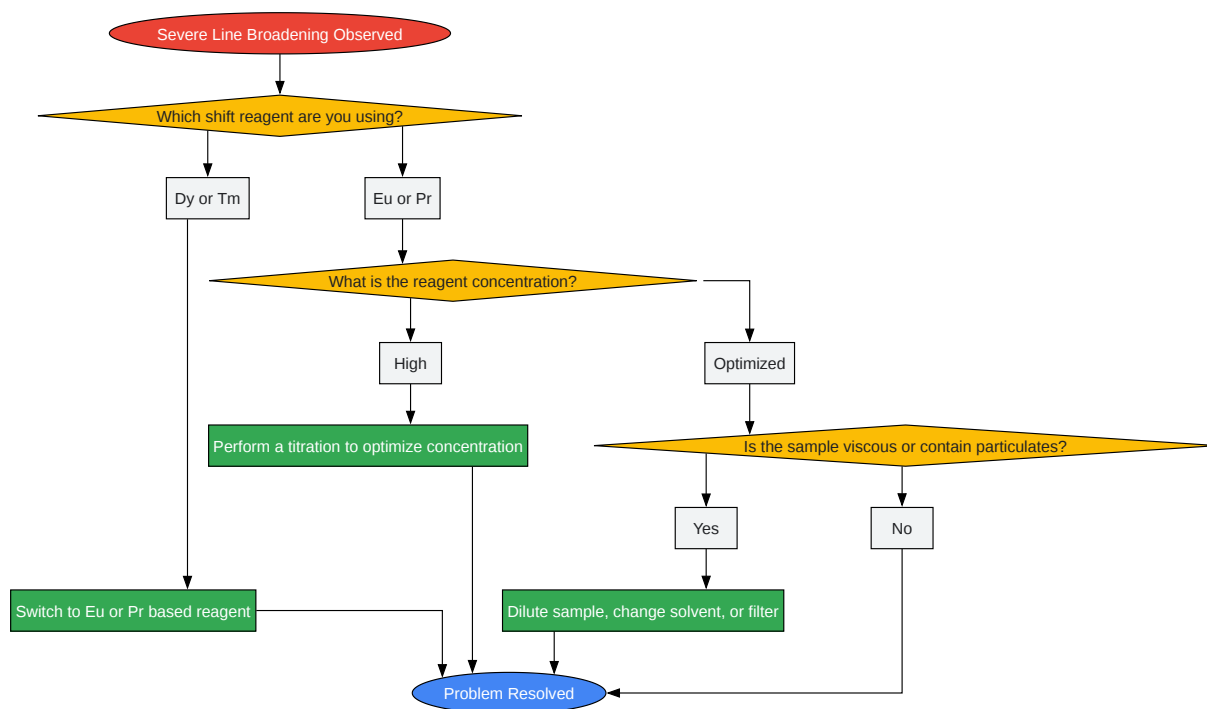 Severe Line Broadening Observed
Which shift reagent are you using?
Dy or Tm
Eu or Pr
What is the reagent concentration?
High
Optimized
Perform a titration to optimize concentration
Is the sample viscous or contain particulates?
Yes
No
Switch to Eu or Pr based reagent
Dilute sample, change solvent, or filter
Problem Resolved